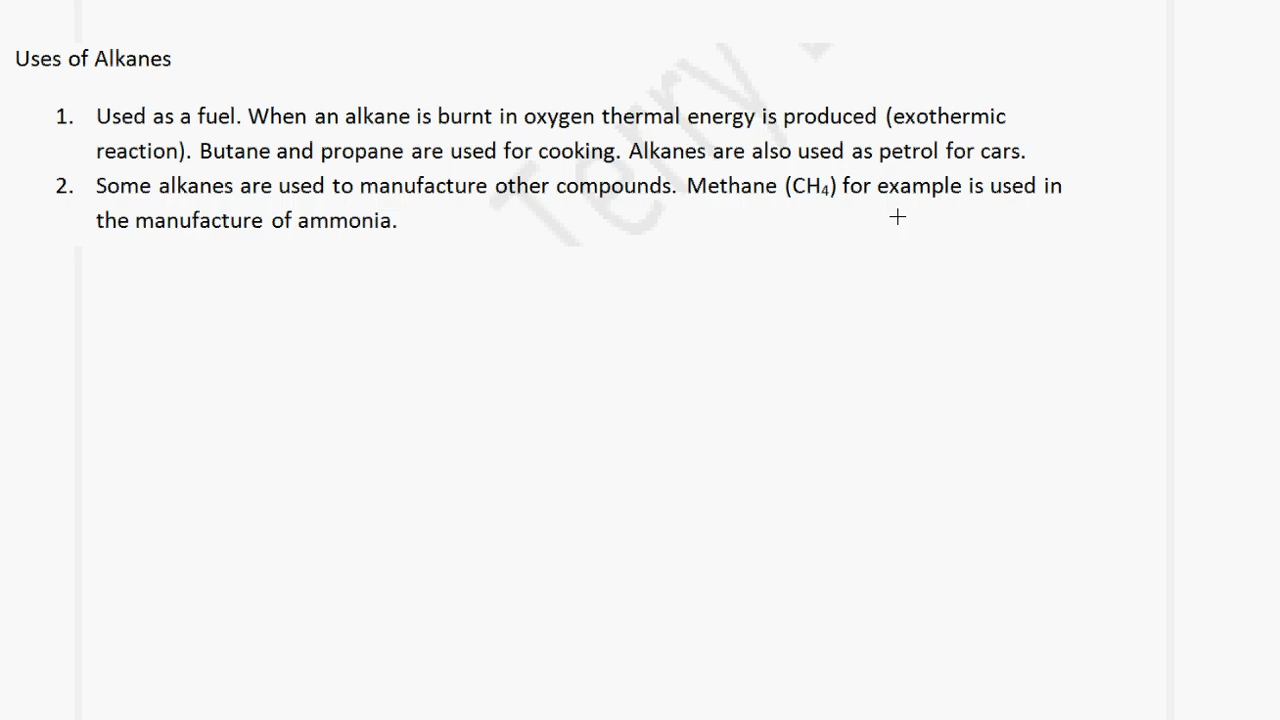 Uses of Alkanes
1. Used as a fuel. When an alkane is burnt in oxygen thermal energy is produced (exothermic
reaction). Butane and propane are used for cooking. Alkanes are also used as petrol for cars.
2. Some alkanes are used to manufacture other compounds. Methane (CH₄) for example is used in
the manufacture of ammonia.
Terry